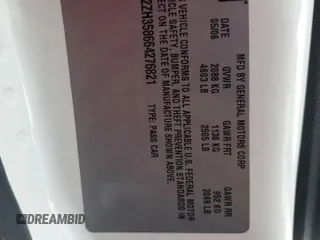 MFG BY GENERAL MOTORS CORP
DATE GVWR GAWR FRT GAWR RR
05/06 2088 KG 1136 KG 952 KG
4603 LB 2505 LB 2098 LB
VEHICLE CONFORMS TO ALL APPLICABLE U.S. FEDERAL MOTOR
VEHICLE SAFETY, BUMPER, AND THEFT PREVENTION STANDARDS IN
EFFECT ON THE DATE OF MANUFACTURE SHOWN ABOVE.
2ZH358664276821 TYPE: PASS CAR
DREAMBID